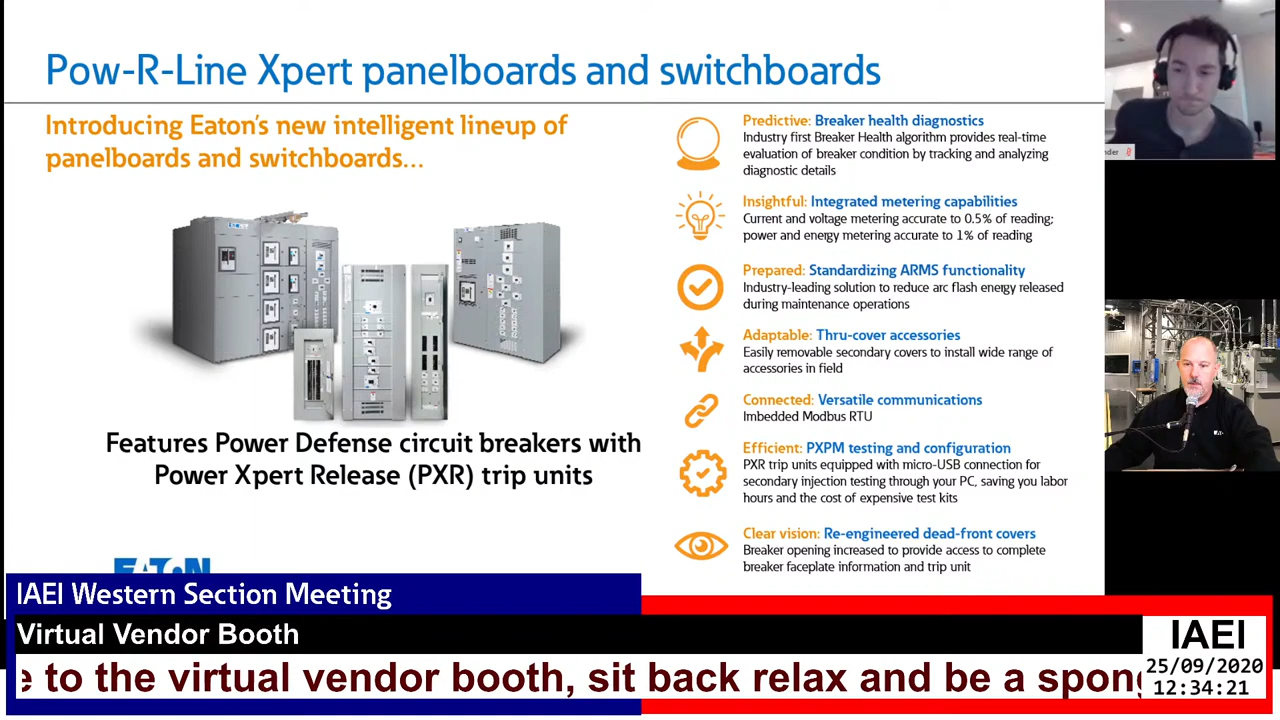 Pow-R-Line Xpert panelboards and switchboards
Introducing Eaton's new intelligent lineup of
panelboards and switchboards...
Features Power Defense circuit breakers with
Power Xpert Release (PXR) trip units
Predictive: Breaker health diagnostics
Industry first Breaker Health algorithm provides real-time
evaluation of breaker condition by tracking and analyzing
diagnostic details
Insightful: Integrated metering capabilities
Current and voltage metering accurate to 0.5% of reading;
power and energy metering accurate to 1% of reading
Prepared: Standardizing ARMS functionality
Industry-leading solution to reduce arc flash energy released
during maintenance operations
Adaptable: Thru-cover accessories
Easily removable secondary covers to install wide range of
accessories in field
Connected: Versatile communications
Imbedded Modbus RTU
Efficient: PXPM testing and configuration
PXR trip units equipped with micro-USB connection for
secondary injection testing through your PC, saving you labor
hours and the cost of expensive test kits
Clear vision: Re-engineered dead-front covers
Breaker opening increased to provide access to complete
breaker faceplate information and trip unit
EATON
IAEI Western Section Meeting
Virtual Vendor Booth
e to the virtual vendor booth, sit back relax and be a spong
IAEI
25/09/2020
12:34:21